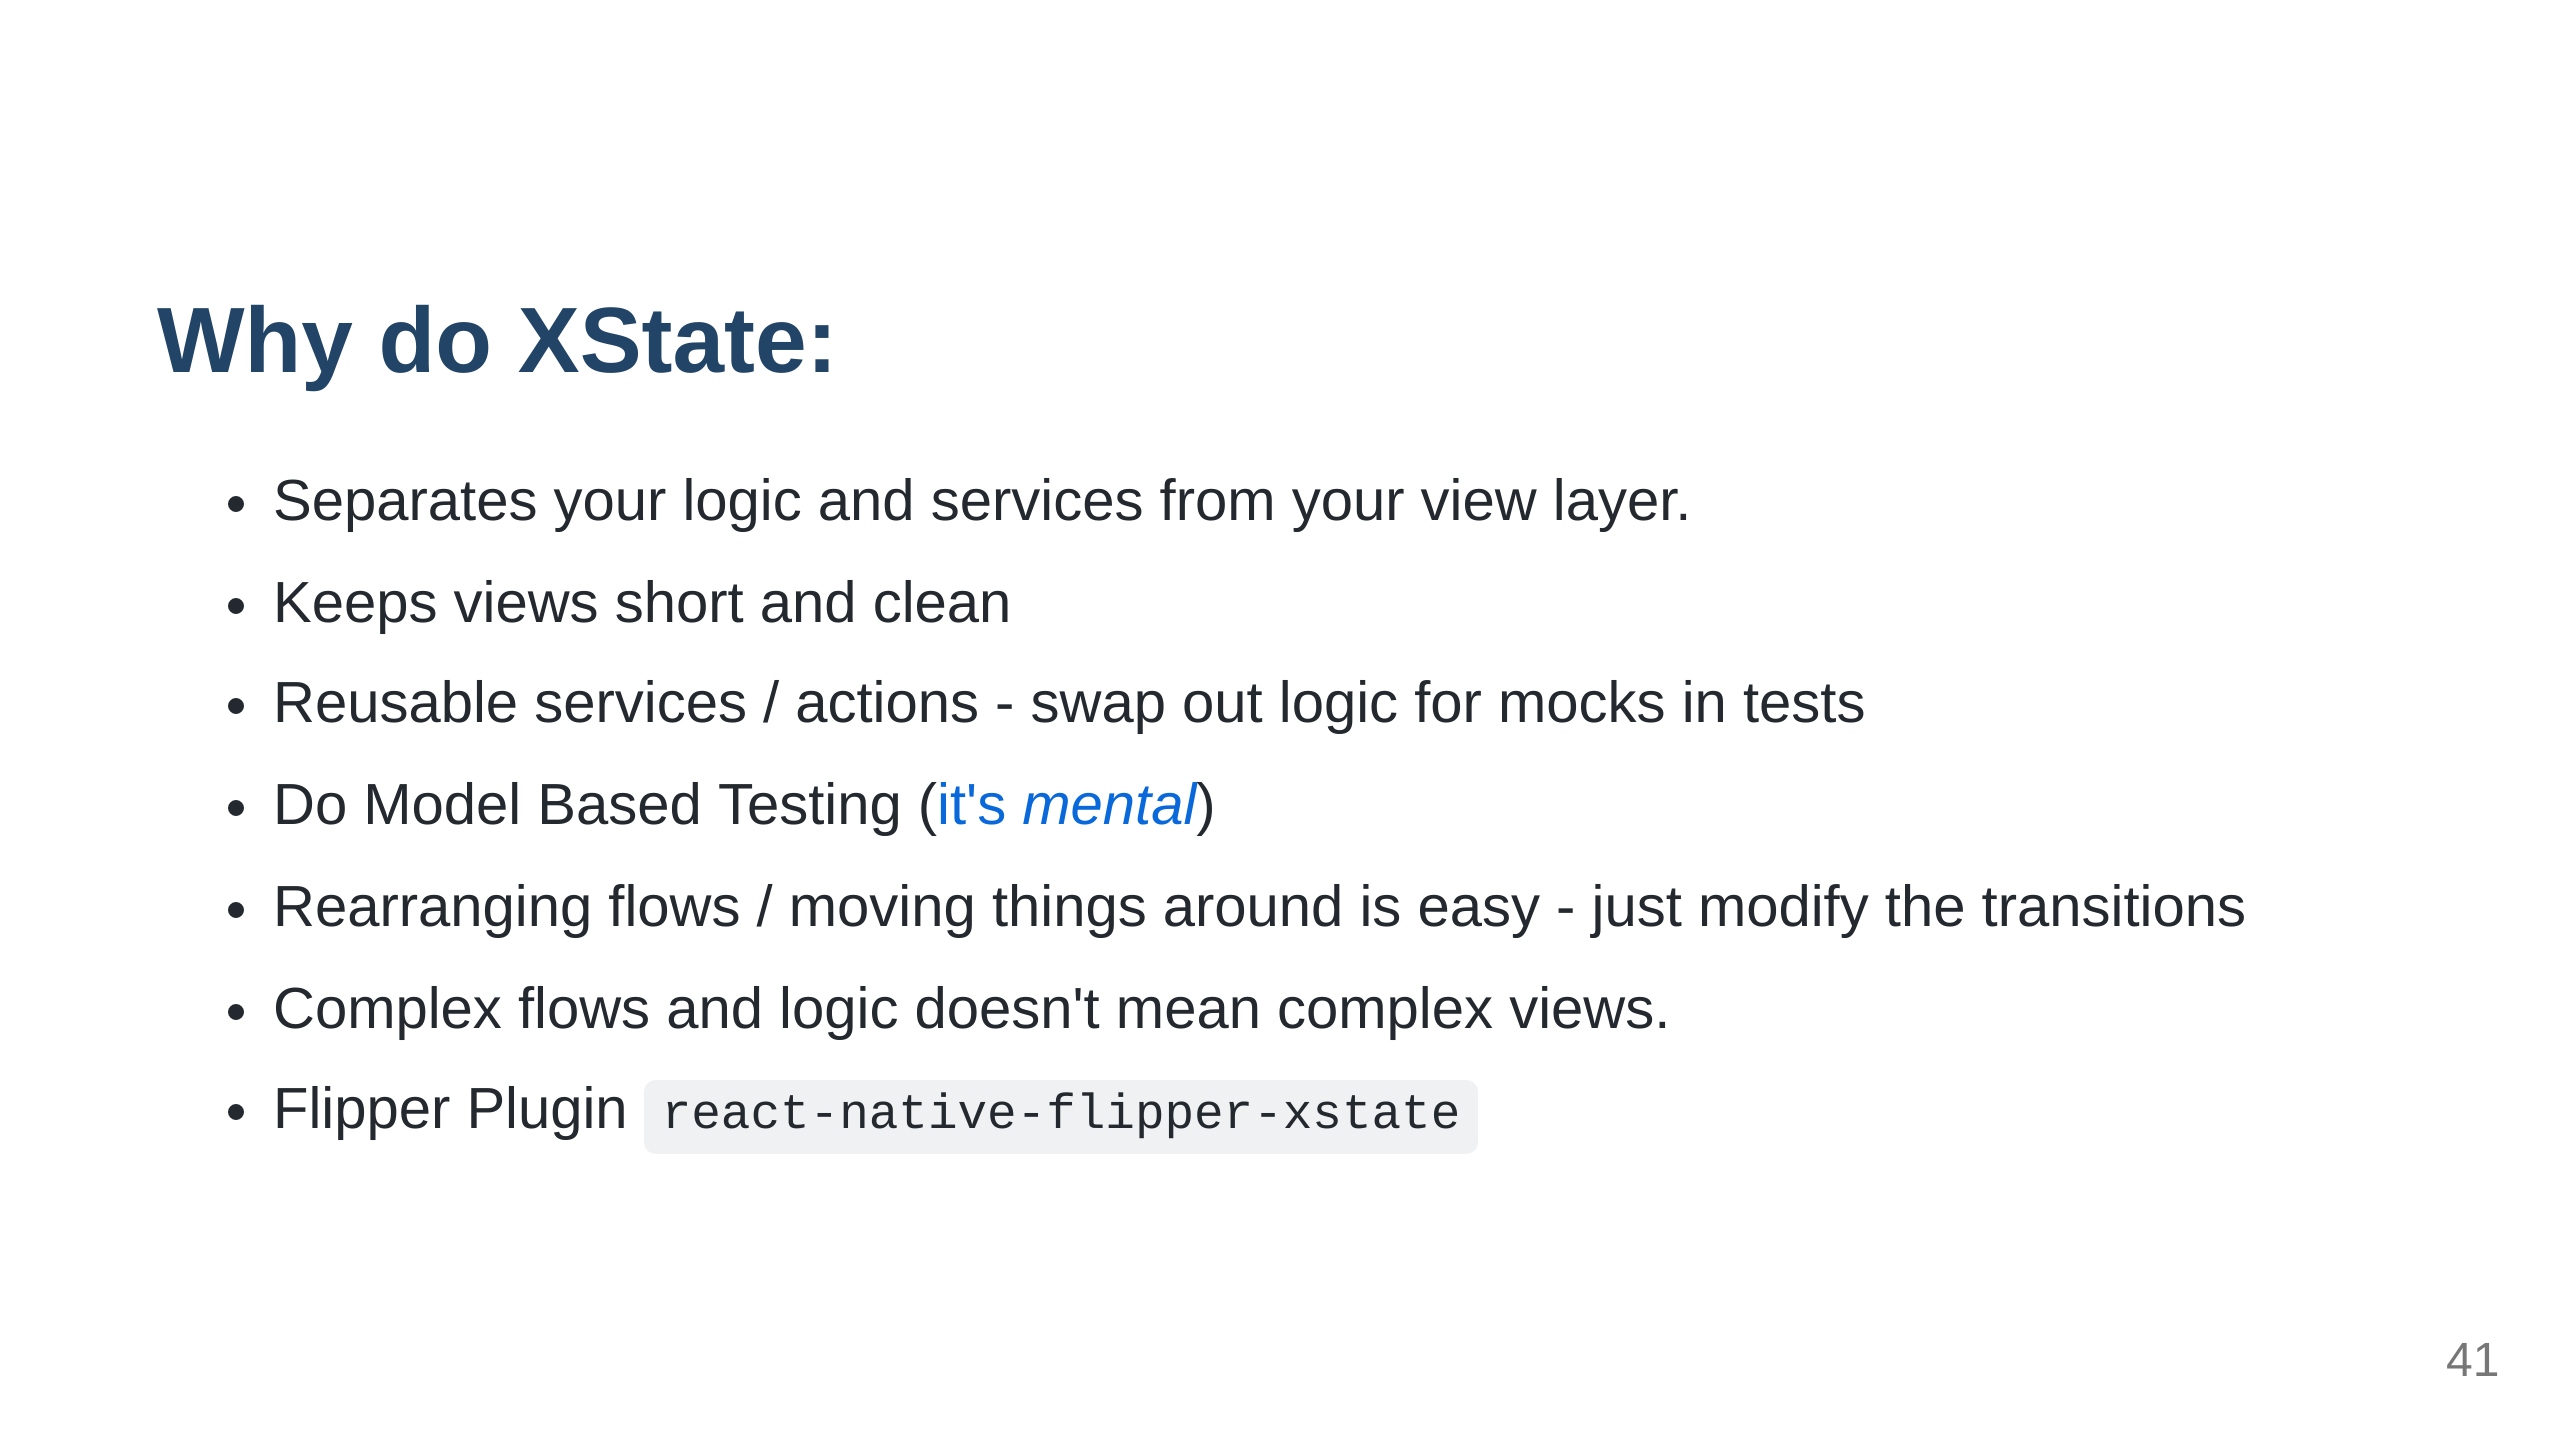 Why do XState:
• Separates your logic and services from your view layer.
• Keeps views short and clean
• Reusable services / actions - swap out logic for mocks in tests
• Do Model Based Testing (it's mental)
• Rearranging flows / moving things around is easy - just modify the transitions
• Complex flows and logic doesn't mean complex views.
• Flipper Plugin react-native-flipper-xstate
41